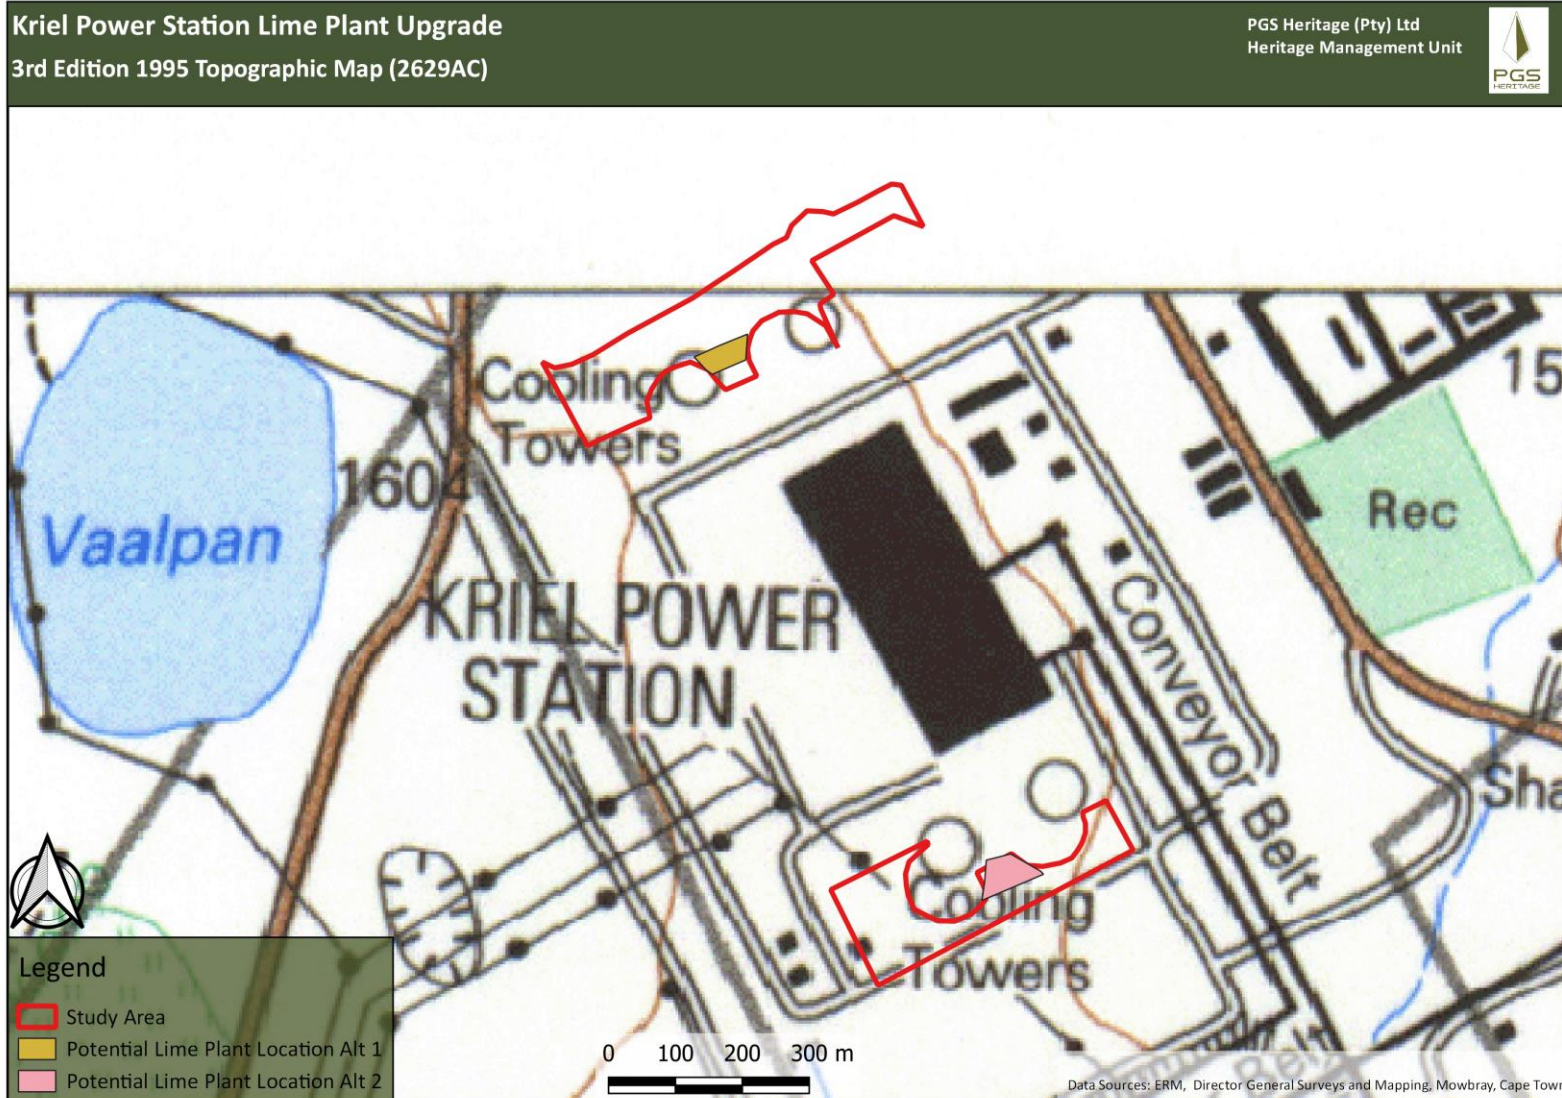 Kriel Power Station Lime Plant Upgrade
3rd Edition 1995 Topographic Map (2629AC)
PGS Heritage (Pty) Ltd
Heritage Management Unit
PGS
HERITAGE
Cooling
Towers
15
1604
Vaalpan
Rec
KRIEL POWER
STATION
Conveyor Belt
Sha
Cooling
Towers
Legend
Study Area
Potential Lime Plant Location Alt 1
Potential Lime Plant Location Alt 2
0 100 200 300 m
Belt
Data Sources: ERM, Director General Surveys and Mapping, Mowbray, Cape Town